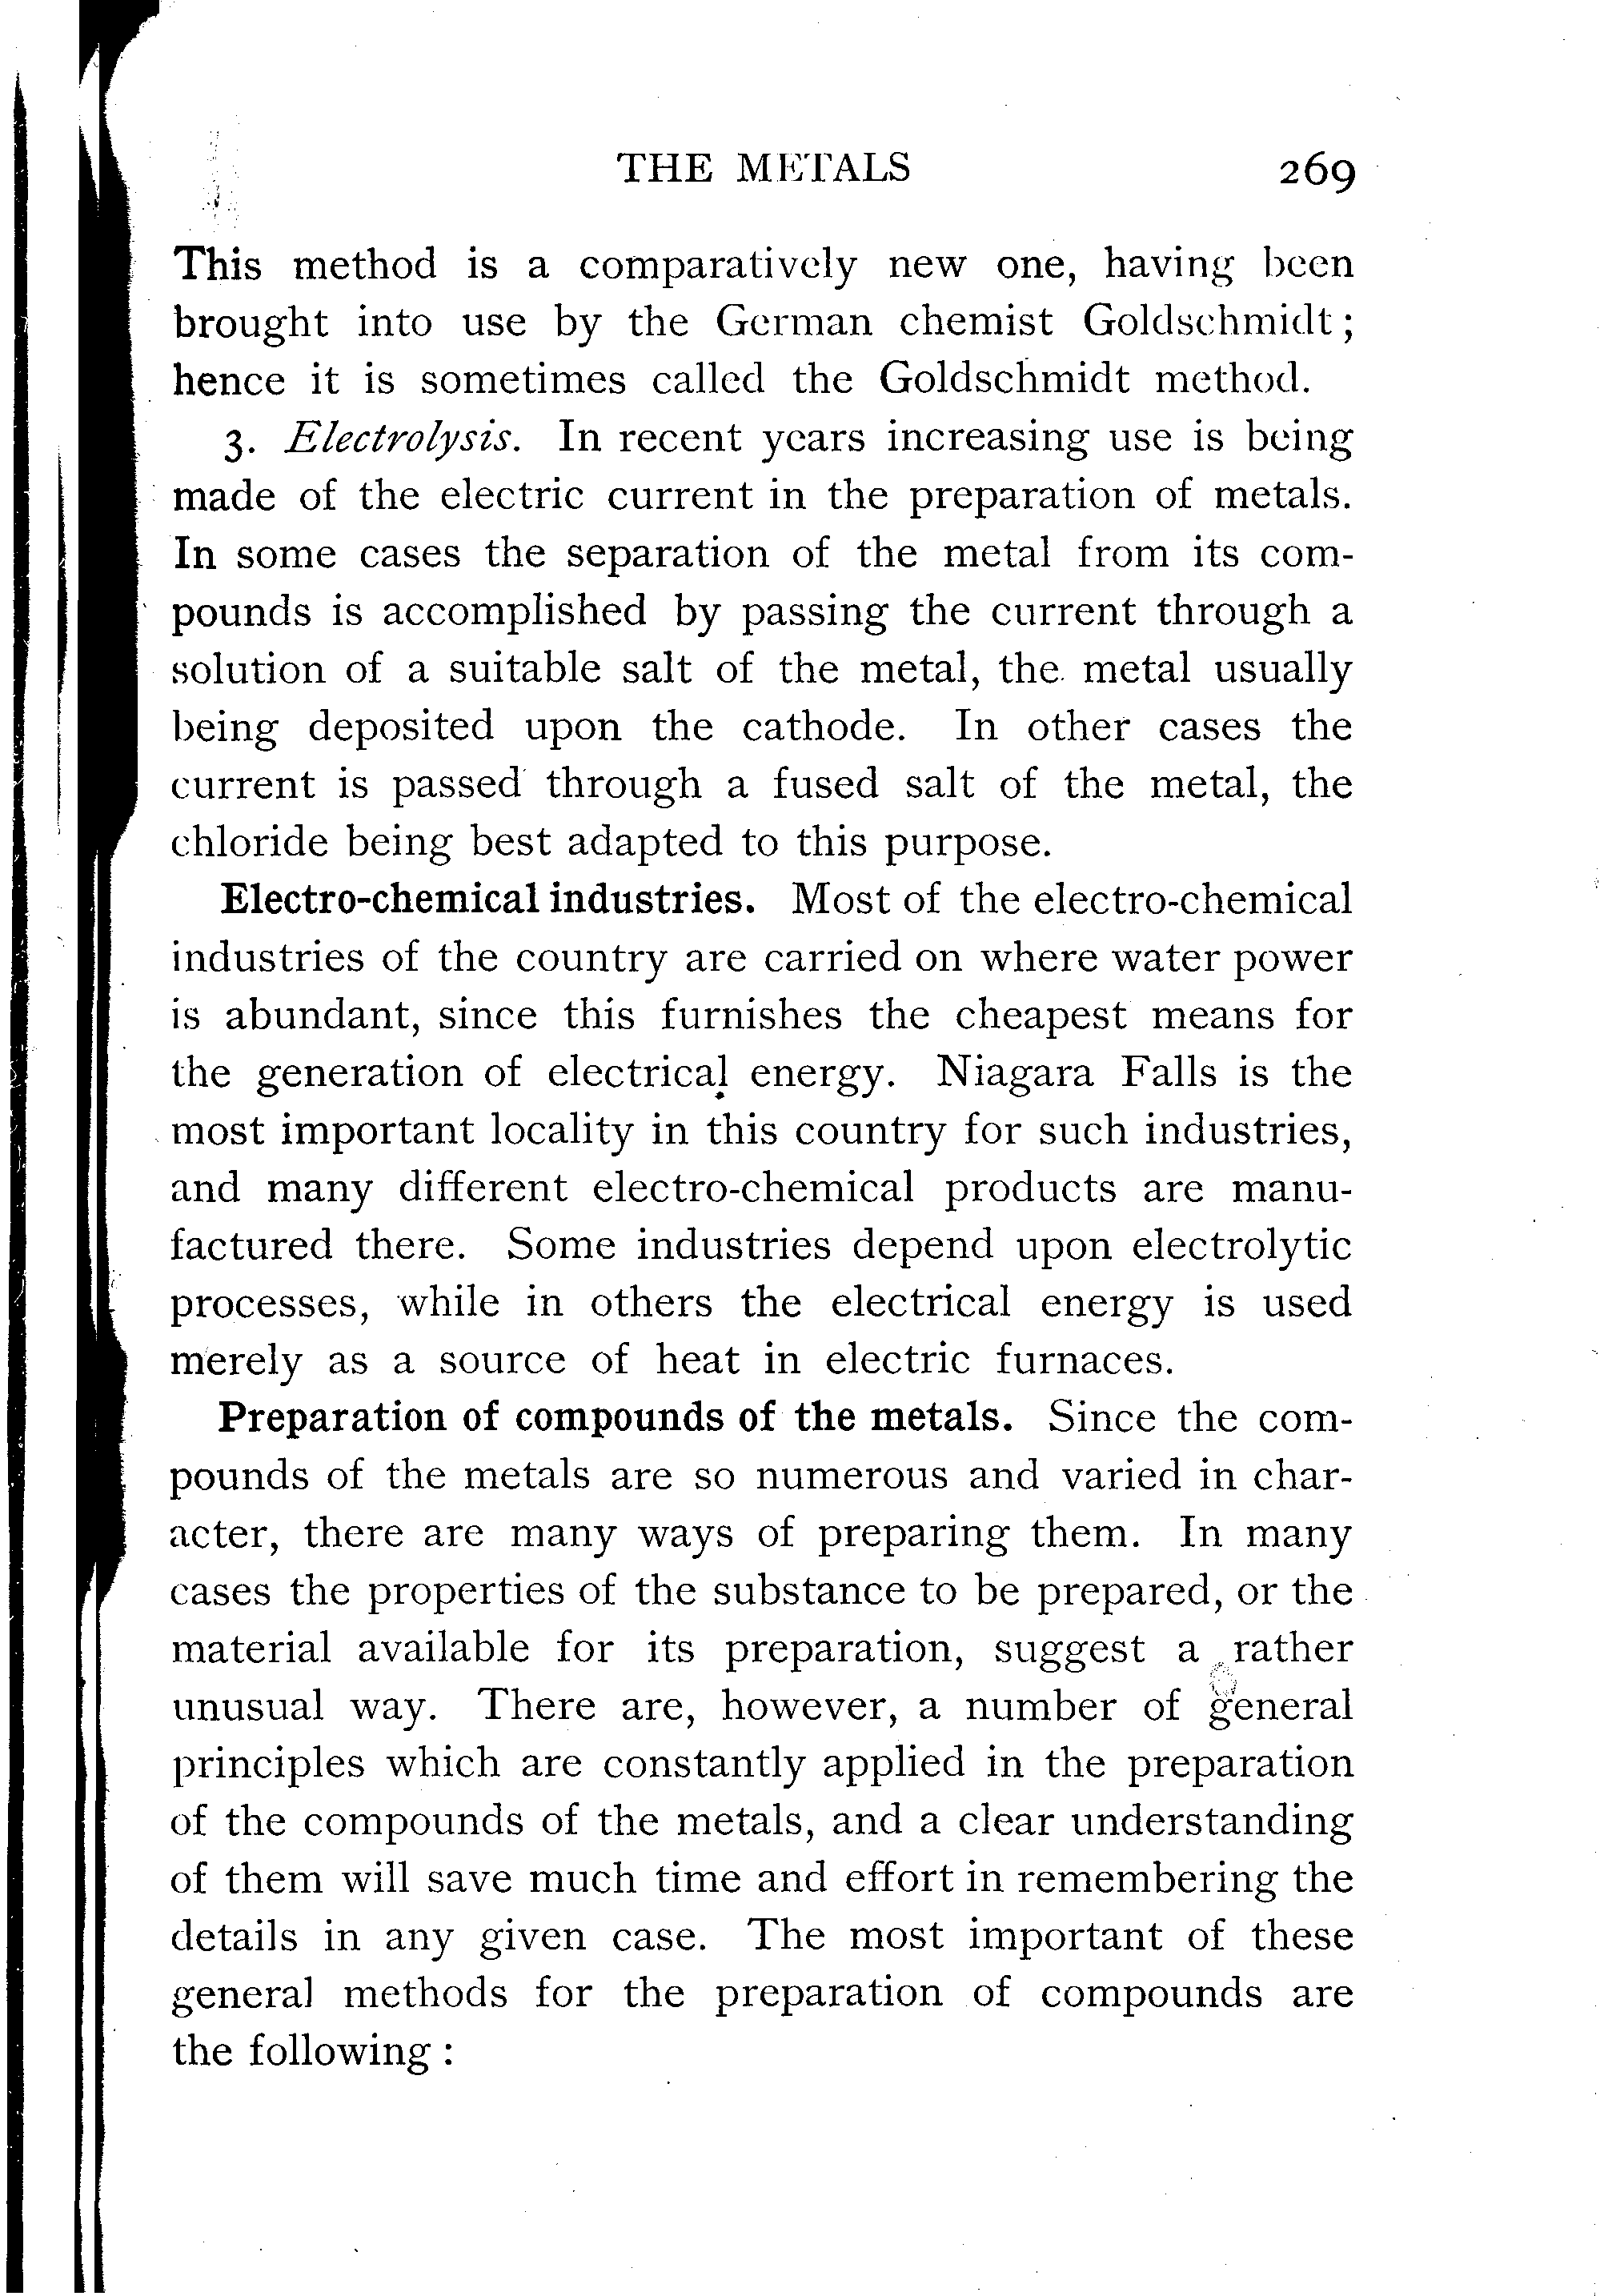 THE METALS 269
This method is a comparatively new one, having been
brought into use by the German chemist Goldschmidt;
hence it is sometimes called the Goldschmidt method.
3. Electrolysis. In recent years increasing use is being
made of the electric current in the preparation of metals.
In some cases the separation of the metal from its com-
pounds is accomplished by passing the current through a
solution of a suitable salt of the metal, the metal usually
being deposited upon the cathode. In other cases the
current is passed through a fused salt of the metal, the
chloride being best adapted to this purpose.
Electro-chemical industries. Most of the electro-chemical
industries of the country are carried on where water power
is abundant, since this furnishes the cheapest means for
the generation of electrical energy. Niagara Falls is the
most important locality in this country for such industries,
and many different electro-chemical products are manu-
factured there. Some industries depend upon electrolytic
processes, while in others the electrical energy is used
merely as a source of heat in electric furnaces.
Preparation of compounds of the metals. Since the com-
pounds of the metals are so numerous and varied in char-
acter, there are many ways of preparing them. In many
cases the properties of the substance to be prepared, or the
material available for its preparation, suggest a rather
unusual way. There are, however, a number of general
principles which are constantly applied in the preparation
of the compounds of the metals, and a clear understanding
of them will save much time and effort in remembering the
details in any given case. The most important of these
general methods for the preparation of compounds are
the following: